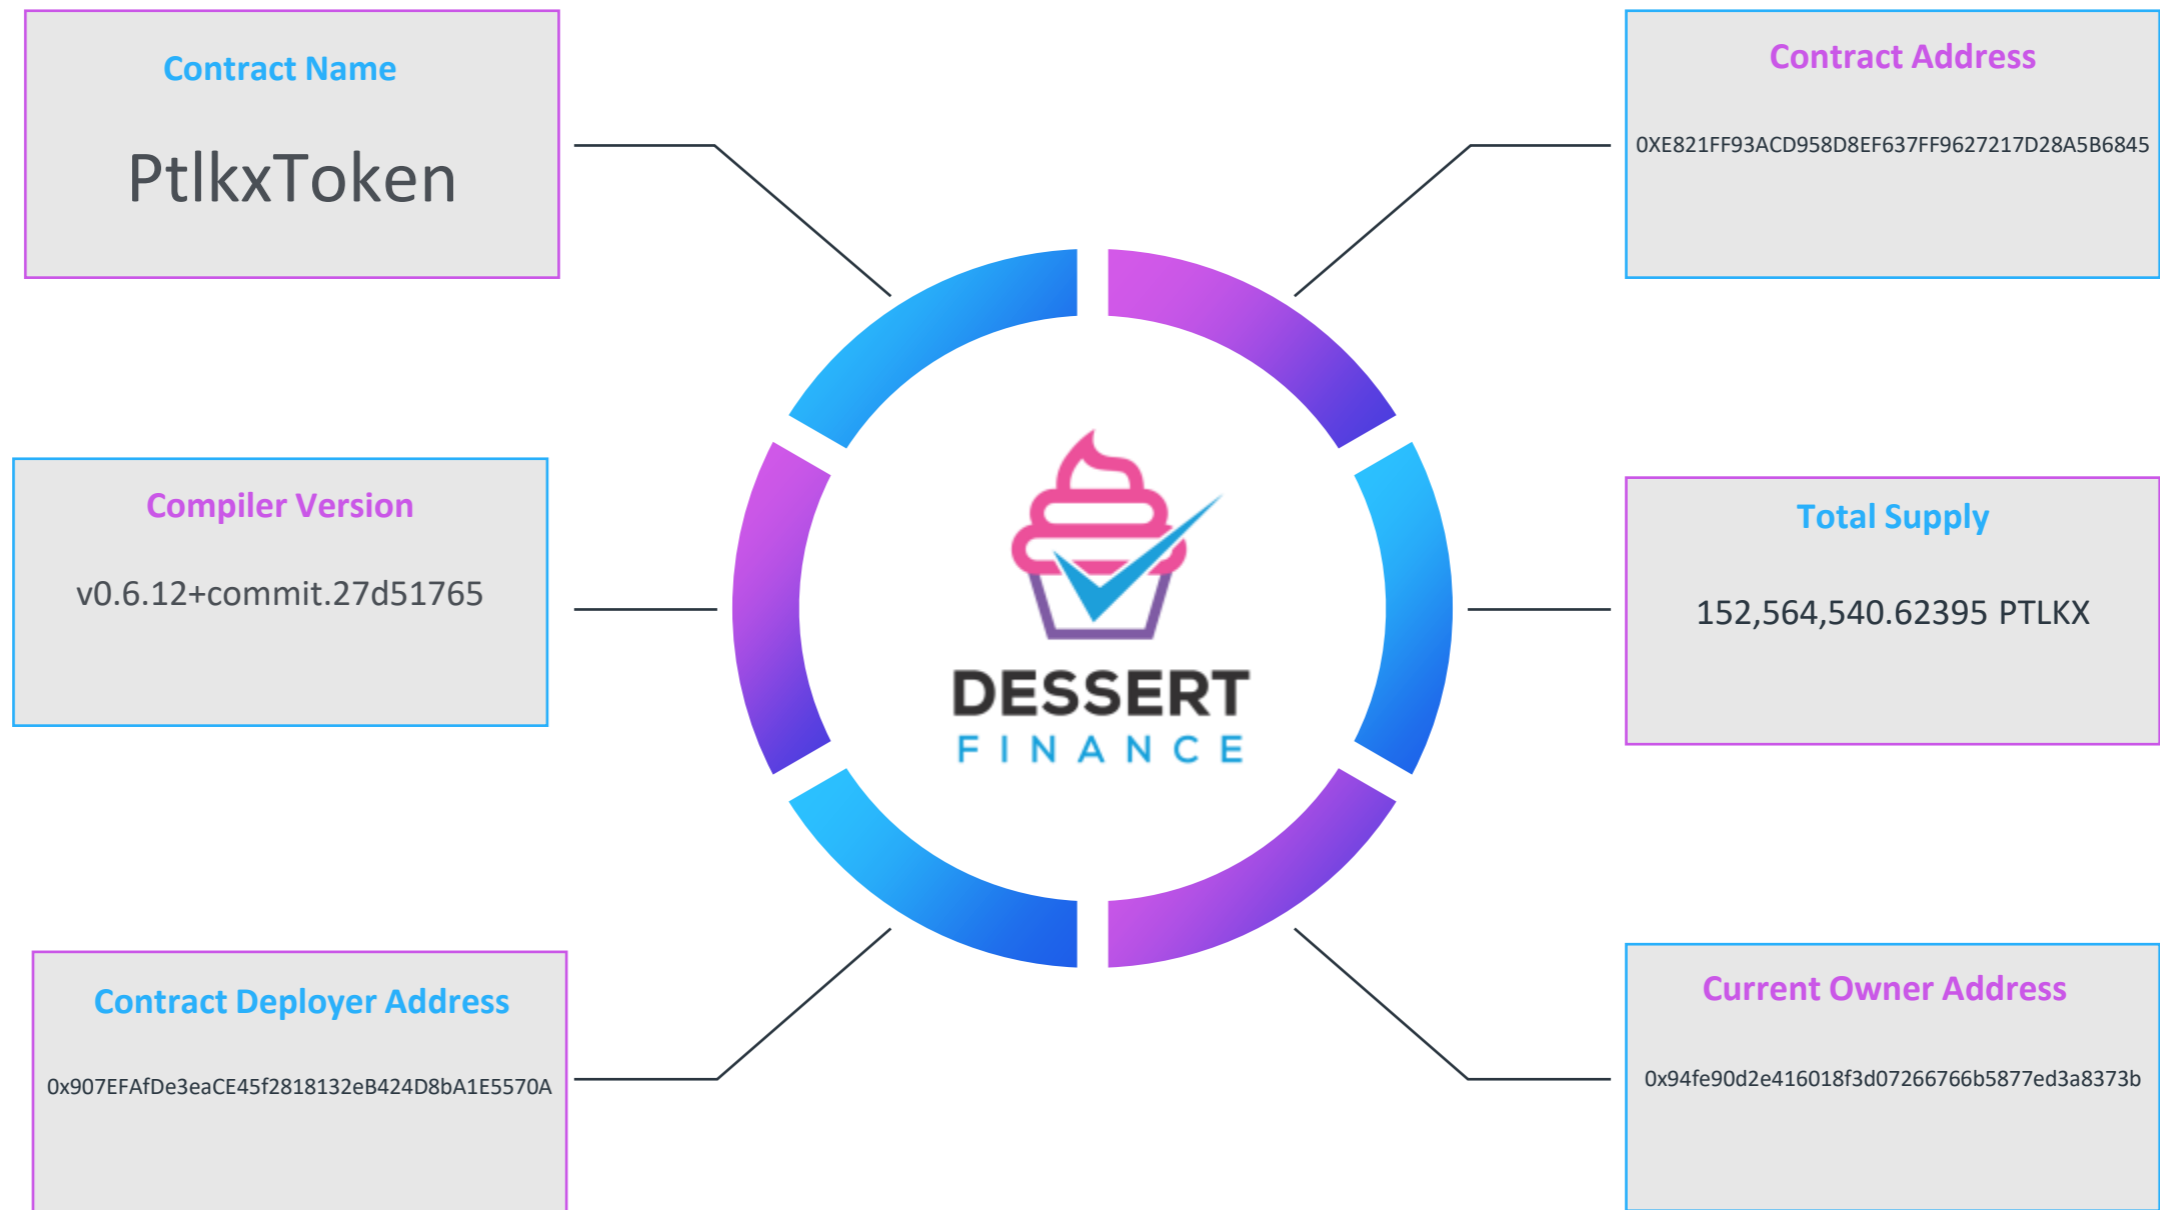 Contract Name
PtlkxToken
Contract Address
0XE821FF93ACD958D8EF637FF9627217D28A5B6845
Compiler Version
v0.6.12+commit.27d51765
Total Supply
152,564,540.62395 PTLKX
DESSERT
FINANCE
Contract Deployer Address
0x907EFAfDe3eaCE45f2818132eB424D8bA1E5570A
Current Owner Address
0x94fe90d2e416018f3d07266766b5877ed3a8373b